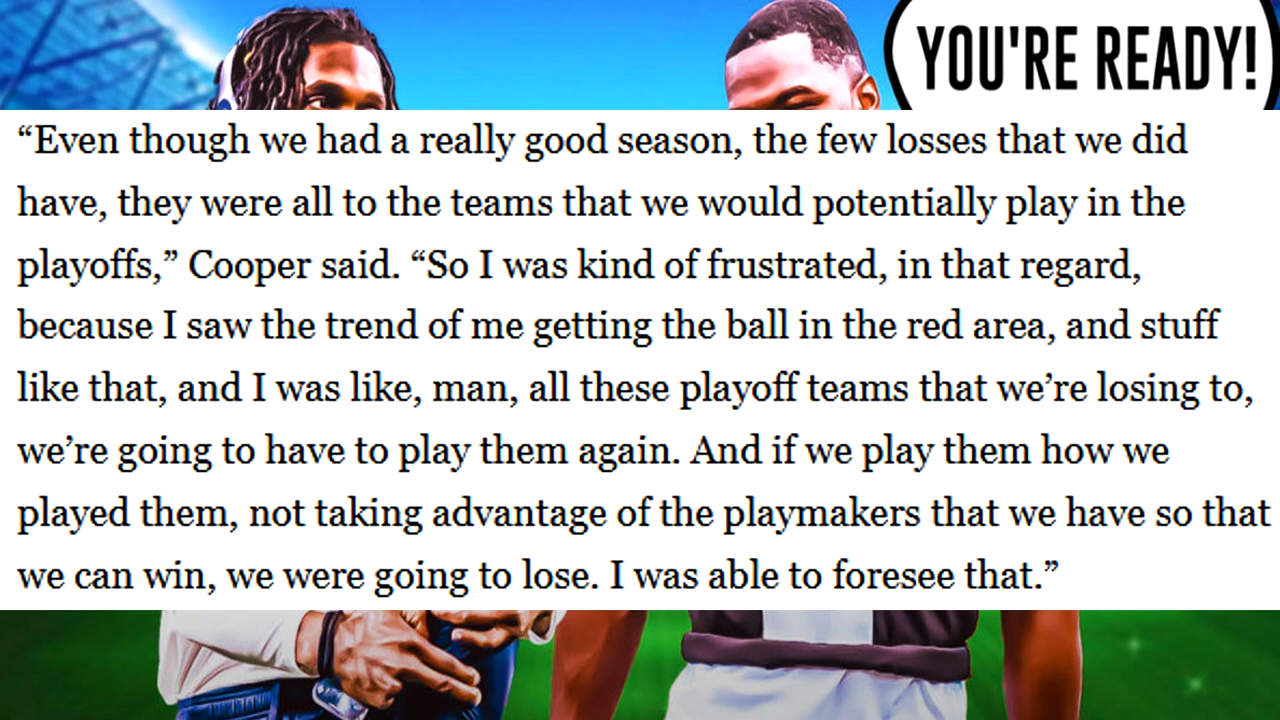 YOU'RE READY!
“Even though we had a really good season, the few losses that we did
have, they were all to the teams that we would potentially play in the
playoffs,” Cooper said. “So I was kind of frustrated, in that regard,
because I saw the trend of me getting the ball in the red area, and stuff
like that, and I was like, man, all these playoff teams that we’re losing to,
we’re going to have to play them again. And if we play them how we
played them, not taking advantage of the playmakers that we have so that
we can win, we were going to lose. I was able to foresee that.”